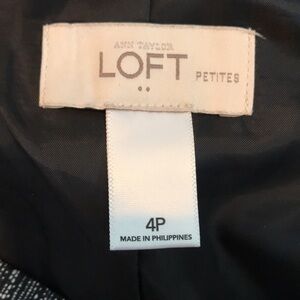 ANN TAYLOR
LOFT PETITES
4P
MADE IN PHILIPPINES